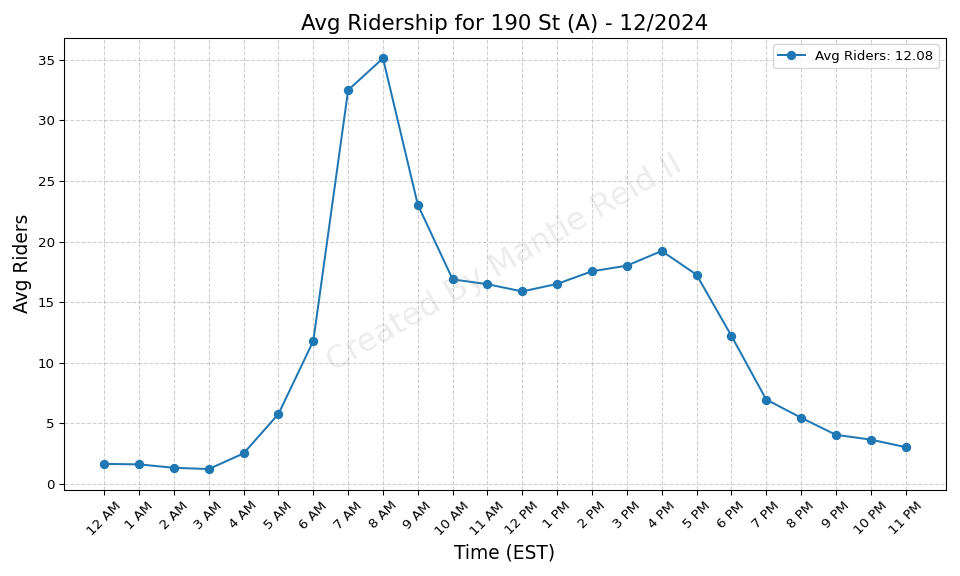 Avg Ridership for 190 St (A) - 12/2024
Avg Riders: 12.08
35
30
25
20
15
10
5
0
Avg Riders
Created By Mantie Reid II
12 AM 1 AM 2 AM 3 AM 4 AM 5 AM 6 AM 7 AM 8 AM 9 AM 10 AM 11 AM 12 PM 1 PM 2 PM 3 PM 4 PM 5 PM 6 PM 7 PM 8 PM 9 PM 10 PM 11 PM
Time (EST)